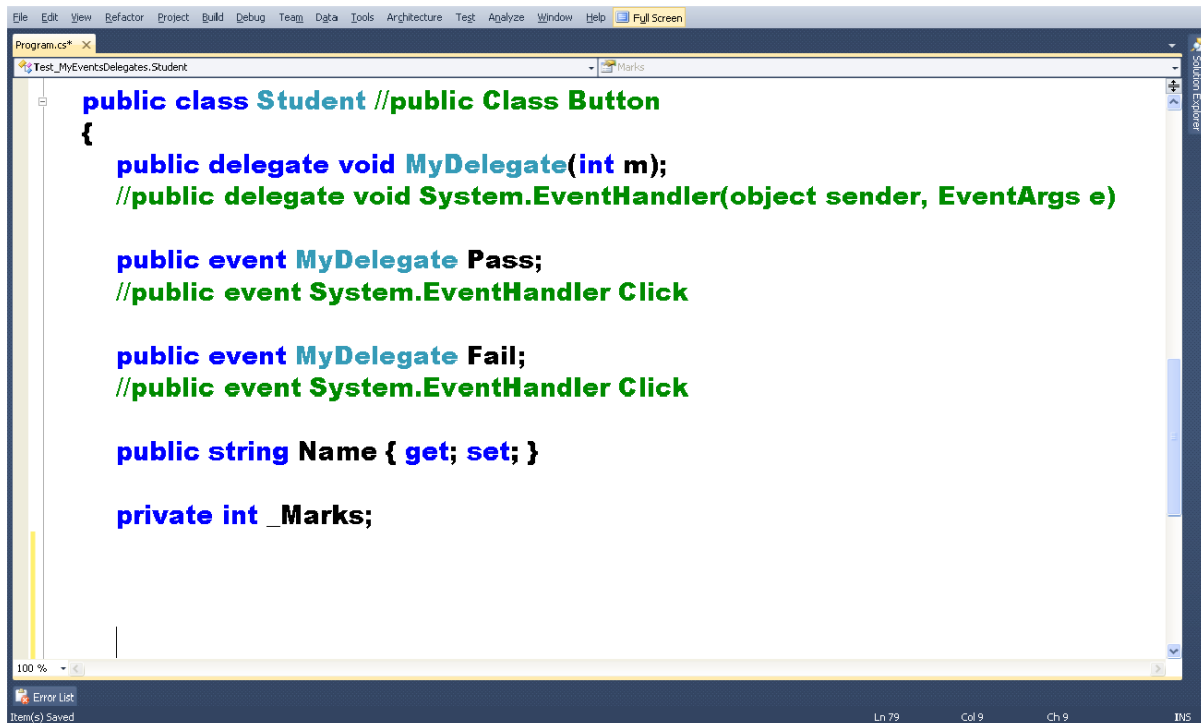 File Edit View Refactor Project Build Debug Team Data Tools Architecture Test Analyze Window Help Full Screen
Program.cs*
Test_MyEventsDelegates.Student Marks
Solution Explorer
public class Student //public Class Button
{
public delegate void MyDelegate(int m);
//public delegate void System.EventHandler(object sender, EventArgs e)
public event MyDelegate Pass;
//public event System.EventHandler Click
public event MyDelegate Fail;
//public event System.EventHandler Click
public string Name { get; set; }
private int _Marks;
100 %
Error List
Item(s) Saved Ln 79 Col 9 Ch 9 INS